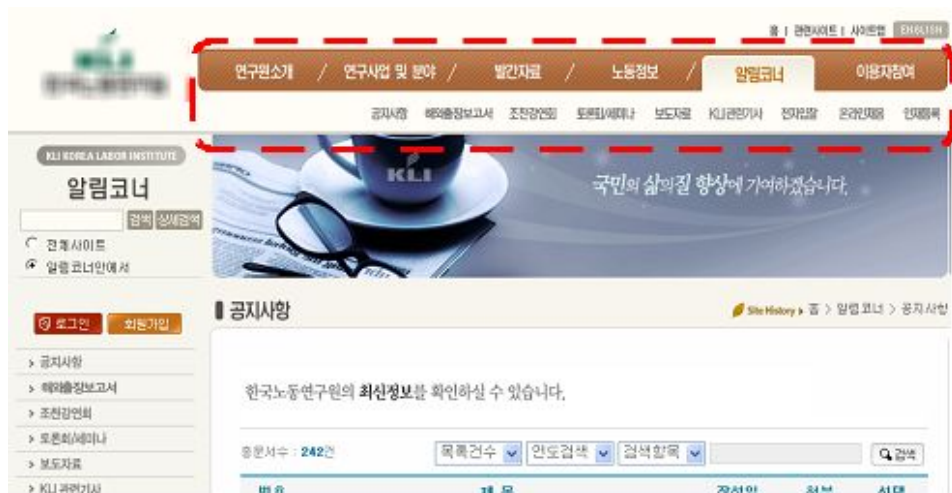 홈 | 관련사이트 | 사이트맵 ENGLISH
연구원소개 / 연구사업 및 분야 / 발간자료 / 노동정보 / 알림코너 이용자참여
공지사항 해외출장보고서 조찬강연회 토론회/세미나 보도자료 KLI관련기사 전자입찰 온라인채용 인재등록
KLI KOREA LABOR INSTITUTE
알림코너
검색 상세검색
전체사이트
알림코너안에서
KLI
국민의 삶의 질 향상에 기여하겠습니다.
로그인 회원가입
공지사항
해외출장보고서
조찬강연회
토론회/세미나
보도자료
KLI 관련기사
공지사항
Site History 홈 > 알림코너 > 공지사항
한국노동연구원의 최신정보를 확인하실 수 있습니다.
총문서수 : 242건 목록건수 연도검색 검색항목 검색
번호 제 목 작성일 첨부 선택